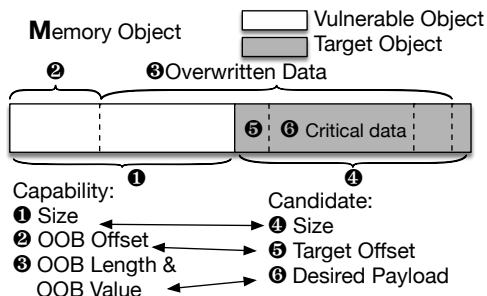 Memory Object
Vulnerable Object
Target Object
❷
❸Overwritten Data
❺ ❻ Critical data
❶
❹
Capability:
❶ Size
❷ OOB Offset
❸ OOB Length &
OOB Value
Candidate:
❹ Size
❺ Target Offset
❻ Desired Payload